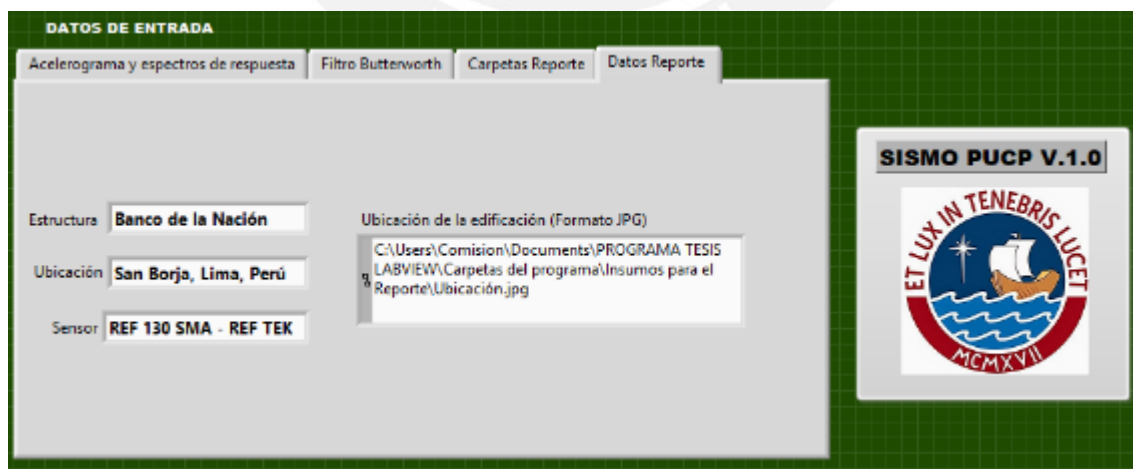 DATOS DE ENTRADA
Acelerograma y espectros de respuesta
Filtro Butterworth
Carpetas Reporte
Datos Reporte
Estructura
Banco de la Nación
Ubicación
San Borja, Lima, Perú
Sensor
REF 130 SMA - REF TEK
Ubicación de la edificación (Formato JPG)
C:\Users\Comision\Documents\PROGRAMA TESIS
LABVIEW\Carpetas del programa\Insumos para el
Reporte\Ubicación.jpg
SISMO PUCP V.1.0
ET LUX IN TENEBRIS LUCET
MCMXVII